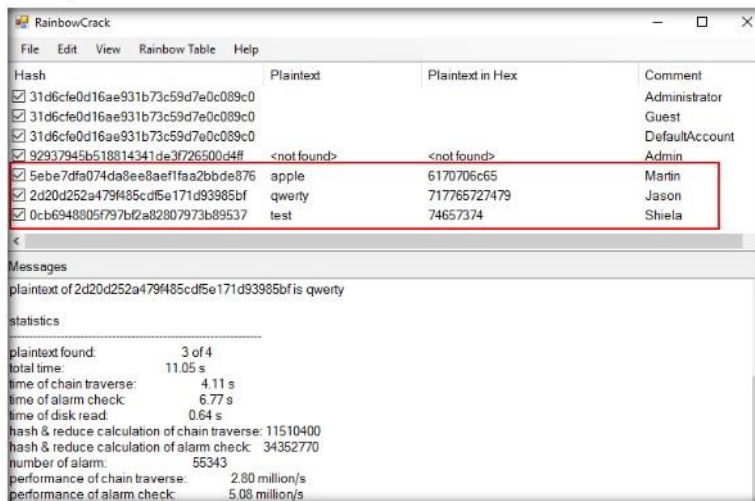 RainbowCrack
File Edit View Rainbow Table Help
Hash Plaintext Plaintext in Hex Comment
31d6cfe0d16ae931b73c59d7e0c089c0 Administrator
31d6cfe0d16ae931b73c59d7e0c089c0 Guest
31d6cfe0d16ae931b73c59d7e0c089c0 DefaultAccount
92937945b518814341de3f726500d4ff <not found> <not found> Admin
5ebe7dfa074da8ee8aef1faa2bbde876 apple 6170706c65 Martin
2d20d252a479f485cdf5e171d93985bf qwerty 717765727479 Jason
0cb6948805f797bf2a82807973b89537 test 74657374 Shiela
Messages
plaintext of 2d20d252a479f485cdf5e171d93985bf is qwerty
statistics
-------------------------------------------------------
plaintext found: 3 of 4
total time: 11.05 s
time of chain traverse: 4.11 s
time of alarm check: 6.77 s
time of disk read: 0.64 s
hash & reduce calculation of chain traverse: 11510400
hash & reduce calculation of alarm check: 34352770
number of alarm: 55343
performance of chain traverse: 2.80 million/s
performance of alarm check: 5.08 million/s